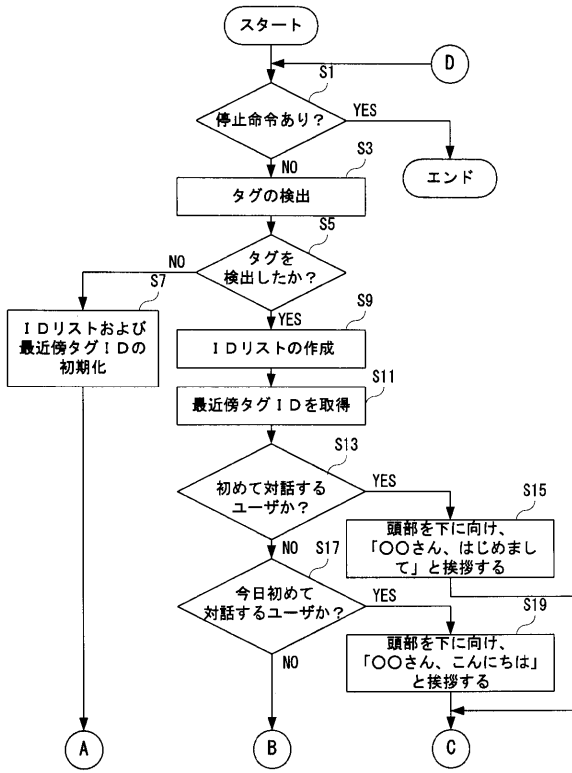 スタート
D
S1
停止命令あり？
YES
エンド
NO
S3
タグの検出
S5
タグを
検出したか？
NO
S7
ＩＤリストおよび
最近傍タグＩＤの
初期化
YES
S9
ＩＤリストの作成
S11
最近傍タグＩＤを取得
S13
初めて対話する
ユーザか？
YES
S15
頭部を下に向け、
「〇〇さん、はじめまし
て」と挨拶する
NO
S17
今日初めて
対話するユーザか？
YES
S19
頭部を下に向け、
「〇〇さん、こんにちは」
と挨拶する
NO
A
B
C